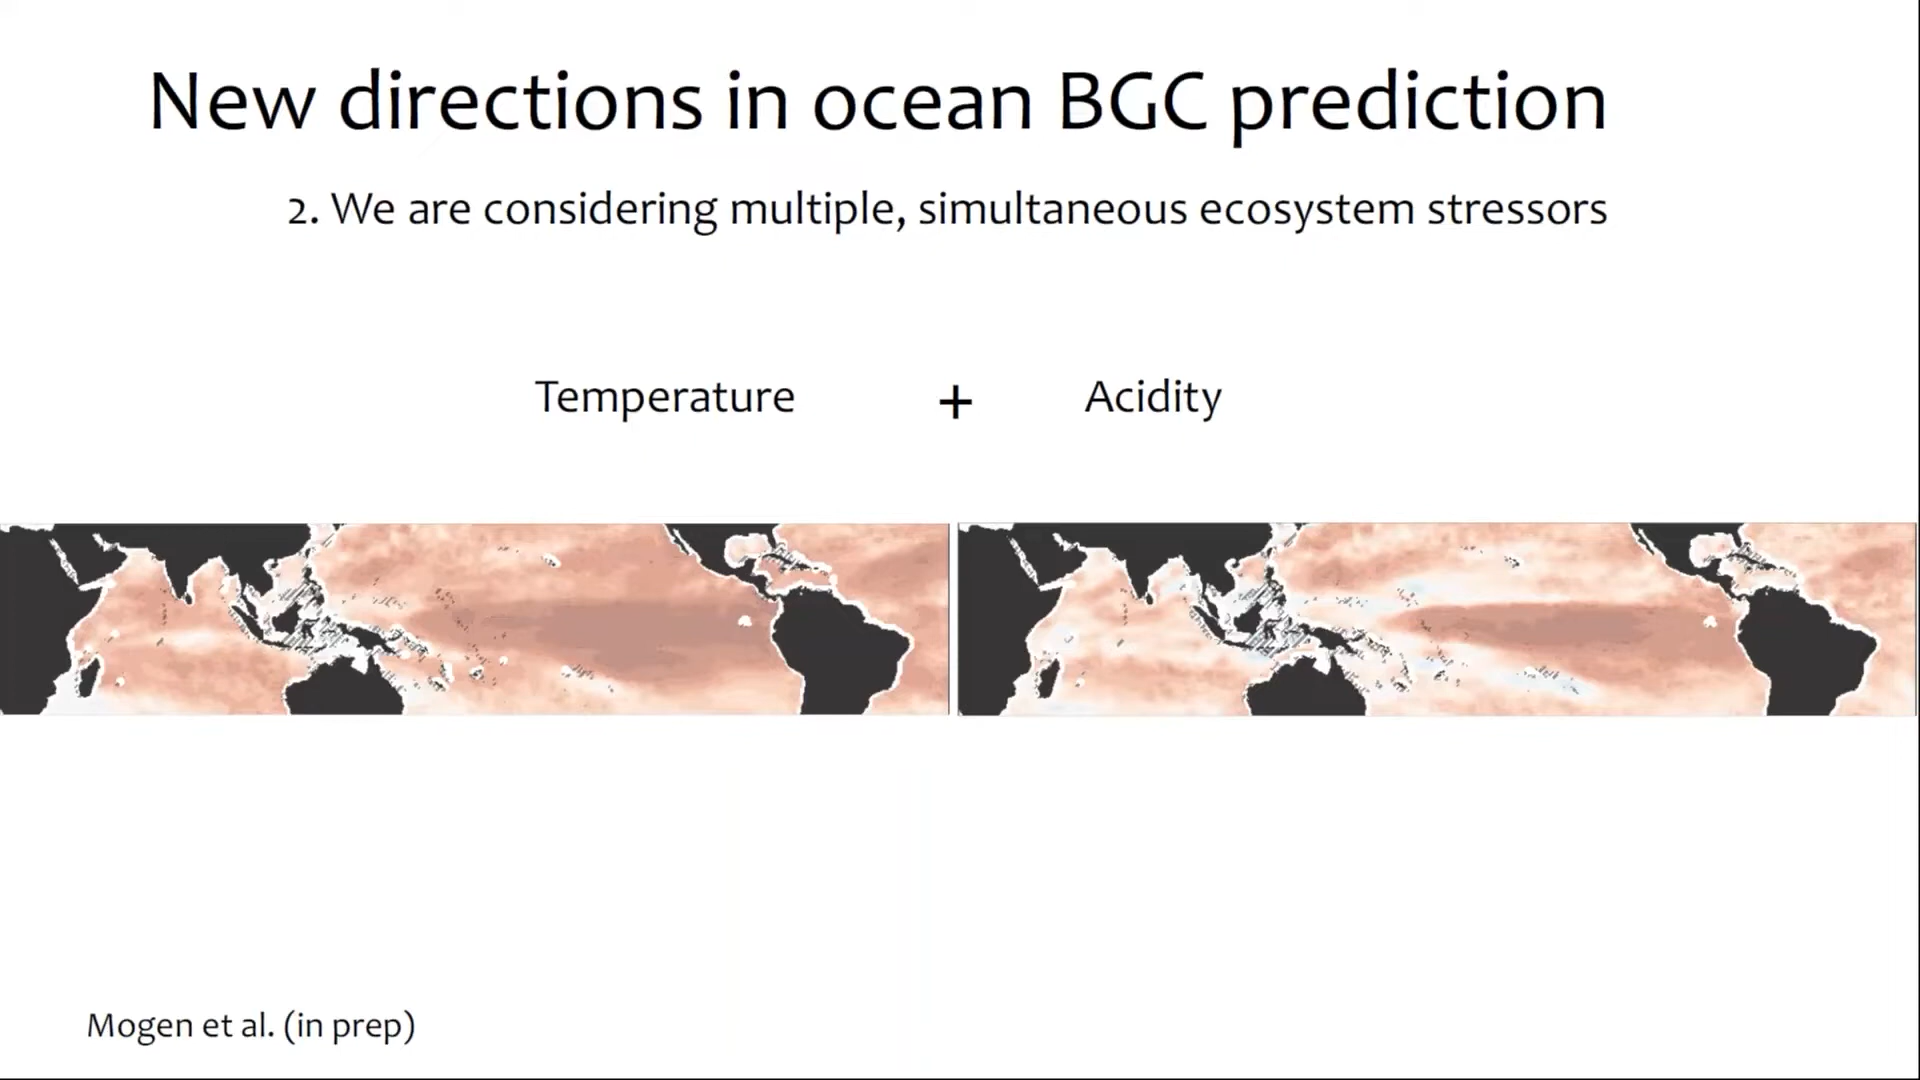 New directions in ocean BGC prediction
2. We are considering multiple, simultaneous ecosystem stressors
Temperature + Acidity
Mogen et al. (in prep)